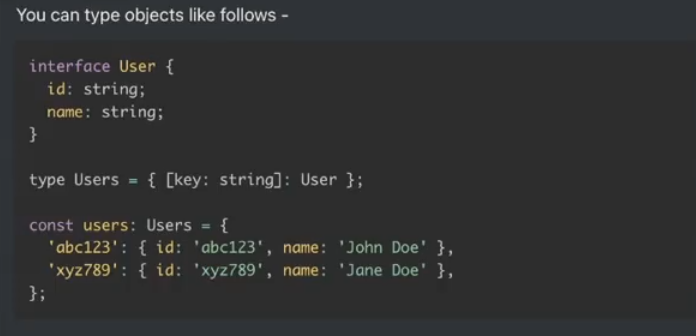 You can type objects like follows -
interface User {
id: string;
name: string;
}
type Users = { [key: string]: User };
const users: Users = {
'abc123': { id: 'abc123', name: 'John Doe' },
'xyz789': { id: 'xyz789', name: 'Jane Doe' },
};